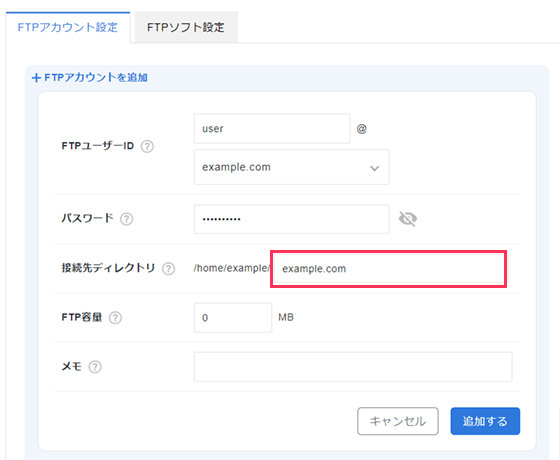 FTPアカウント設定 FTPソフト設定
+ FTPアカウントを追加
FTPユーザーID ? user @
example.com
パスワード ? ••••••••••
接続先ディレクトリ ? /home/example/ example.com
FTP容量 ? 0 MB
メモ ?
キャンセル 追加する